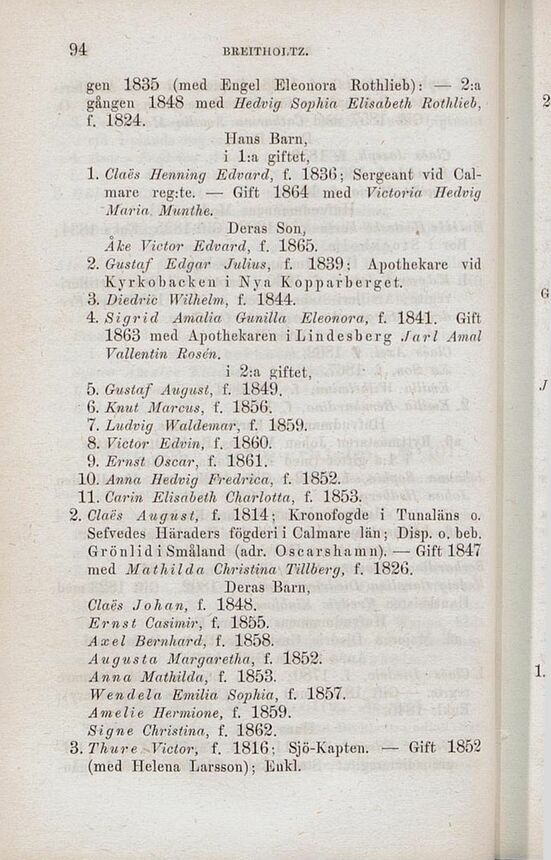 94 BREITHOLTZ.
gen 1835 (med Engel Eleonora Rothlieb): — 2:a
gången 1848 med Hedvig Sophia Elisabeth Rothlieb,
f. 1824.
Hans Barn,
i 1:a giftet,
1. Claës Henning Edvard, f. 1836; Sergeant vid Cal-
mare reg:te. — Gift 1864 med Victoria Hedvig
Maria Munthe.
Deras Son,
Åke Victor Edvard, f. 1865.
2. Gustaf Edgar Julius, f. 1839; Apothekare vid
Kyrkobacken i Nya Kopparberget.
3. Diedric Wilhelm, f. 1844.
4. Sigrid Amalia Gunilla Eleonora, f. 1841. Gift
1863 med Apothekaren i Lindesberg Jarl Amal
Vallentin Rosén.
i 2:a giftet,
5. Gustaf August, f. 1849.
6. Knut Marcus, f. 1856.
7. Ludvig Waldemar, f. 1859.
8. Victor Edvin, f. 1860.
9. Ernst Oscar, f. 1861.
10. Anna Hedvig Fredrica, f. 1852.
11. Carin Elisabeth Charlotta, f. 1853.
2. Claës August, f. 1814; Kronofogde i Tunaläns o.
Sefvedes Häraders fögderi i Calmare län; Disp. o. beb.
Grönlid i Småland (adr. Oscarshamn). — Gift 1847
med Mathilda Christina Tillberg, f. 1826.
Deras Barn,
Claës Johan, f. 1848.
Ernst Casimir, f. 1855.
Axel Bernhard, f. 1858.
Augusta Margaretha, f. 1852.
Anna Mathilda, f. 1853.
Wendela Emilia Sophia, f. 1857.
Amelie Hermione, f. 1859.
Signe Christina, f. 1862.
3. Thure Victor, f. 1816; Sjö-Kapten. — Gift 1852
(med Helena Larsson); Enkl.
2
G
J
1.